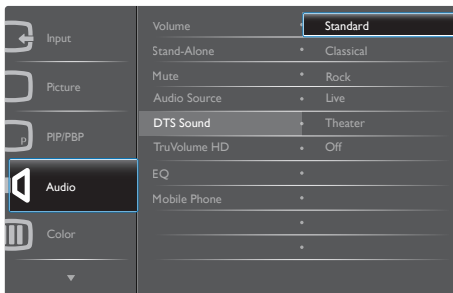 Input
Picture
P
PIP/PBP
Audio
Color
Volume
Stand-Alone
Mute
Audio Source
DTS Sound
TruVolume HD
EQ
Mobile Phone
Standard
Classical
Rock
Live
Theater
Off